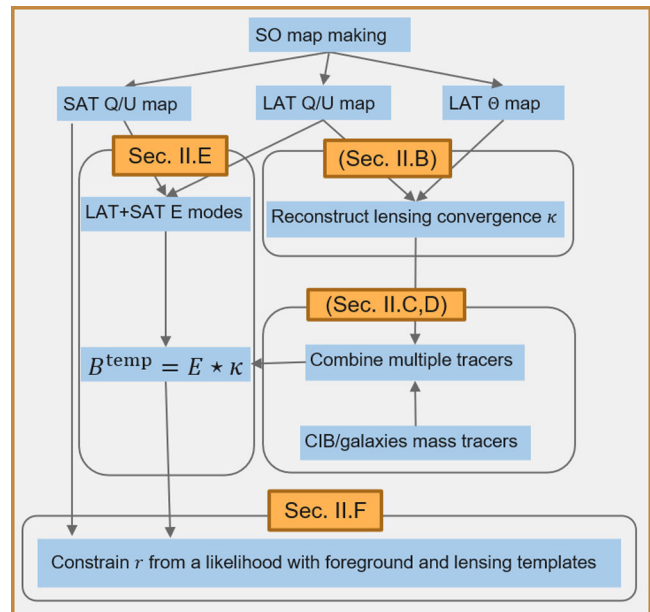 SO map making
SAT Q/U map
LAT Q/U map
LAT Θ map
Sec. II.E
(Sec. II.B)
LAT+SAT E modes
Reconstruct lensing convergence κ
(Sec. II.C,D)
B^temp = E ⋆ κ
Combine multiple tracers
CIB/galaxies mass tracers
Sec. II.F
Constrain r from a likelihood with foreground and lensing templates